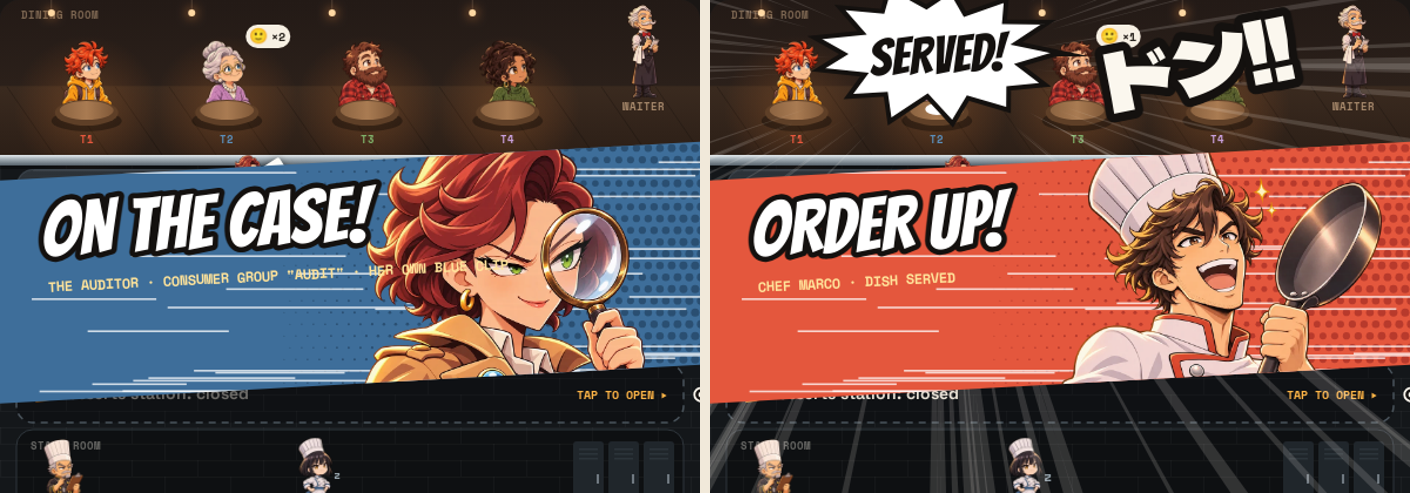 DINING ROOM
×2
WAITER
T1
T2
T3
T4
ON THE CASE!
THE AUDITOR · CONSUMER GROUP "AUDIT" · HER OWN BLUE CLIP
station: closed
TAP TO OPEN ▸
ROOM
z
DINING ROOM
SERVED!
×1
ドン!!
WAITER
T1
T2
T3
T4
ORDER UP!
CHEF MARCO · DISH SERVED
station: closed
TAP TO OPEN ▸
ROOM
z